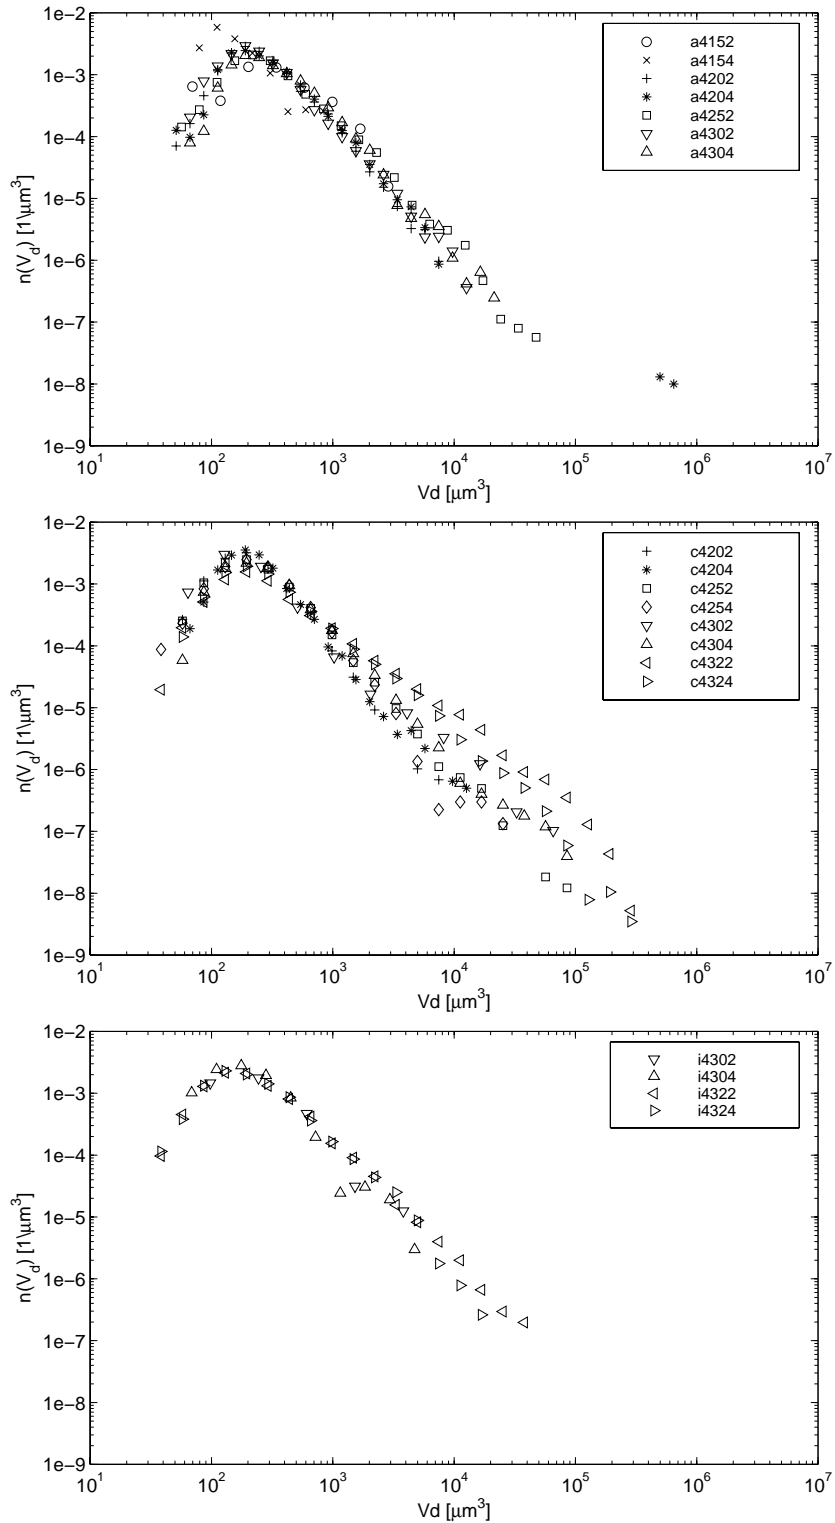 1e−2
1e−3
1e−4
1e−5
1e−6
1e−7
1e−8
1e−9
n(V_d) [1\μm^3]
10^1 10^2 10^3 10^4 10^5 10^6 10^7
Vd [μm^3]
a4152
a4154
a4202
a4204
a4252
a4302
a4304
1e−2
1e−3
1e−4
1e−5
1e−6
1e−7
1e−8
1e−9
n(V_d) [1\μm^3]
10^1 10^2 10^3 10^4 10^5 10^6 10^7
Vd [μm^3]
c4202
c4204
c4252
c4254
c4302
c4304
c4322
c4324
1e−2
1e−3
1e−4
1e−5
1e−6
1e−7
1e−8
1e−9
n(V_d) [1\μm^3]
10^1 10^2 10^3 10^4 10^5 10^6 10^7
Vd [μm^3]
i4302
i4304
i4322
i4324